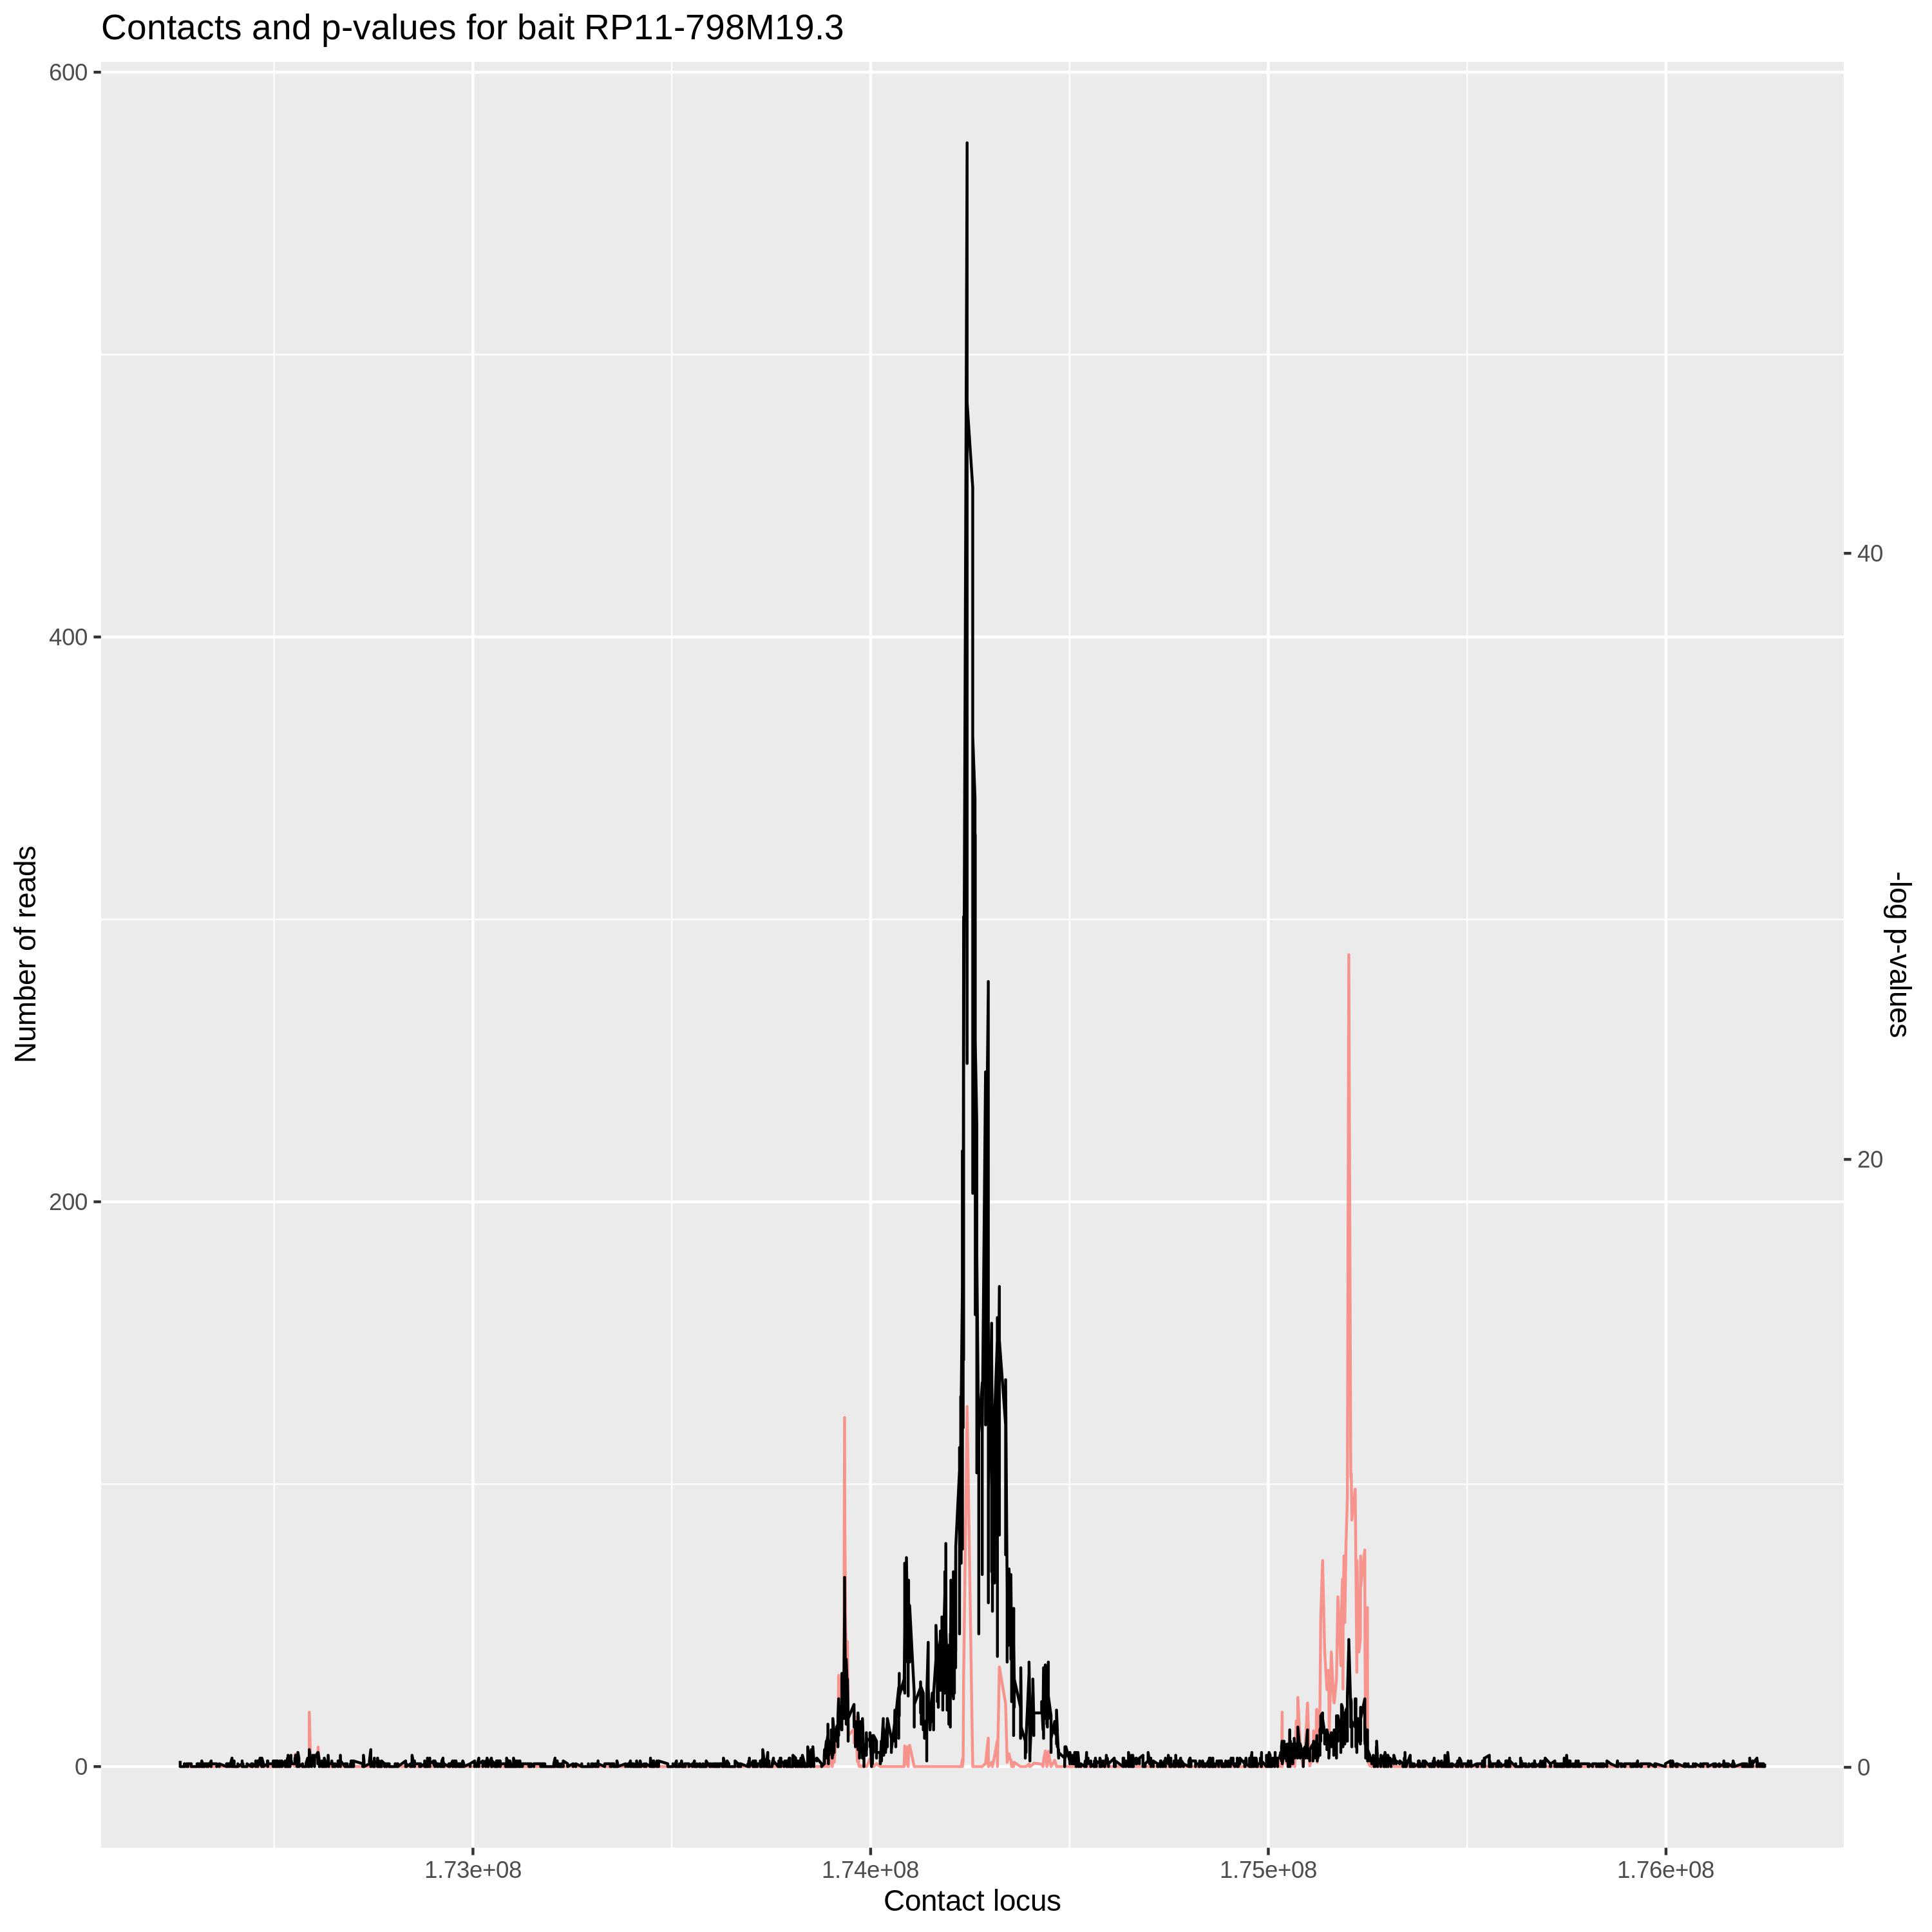 Contacts and p-values for bait RP11-798M19.3
600
400
200
0
Number of reads
40
20
0
-log p-values
1.73e+08 1.74e+08 1.75e+08 1.76e+08
Contact locus